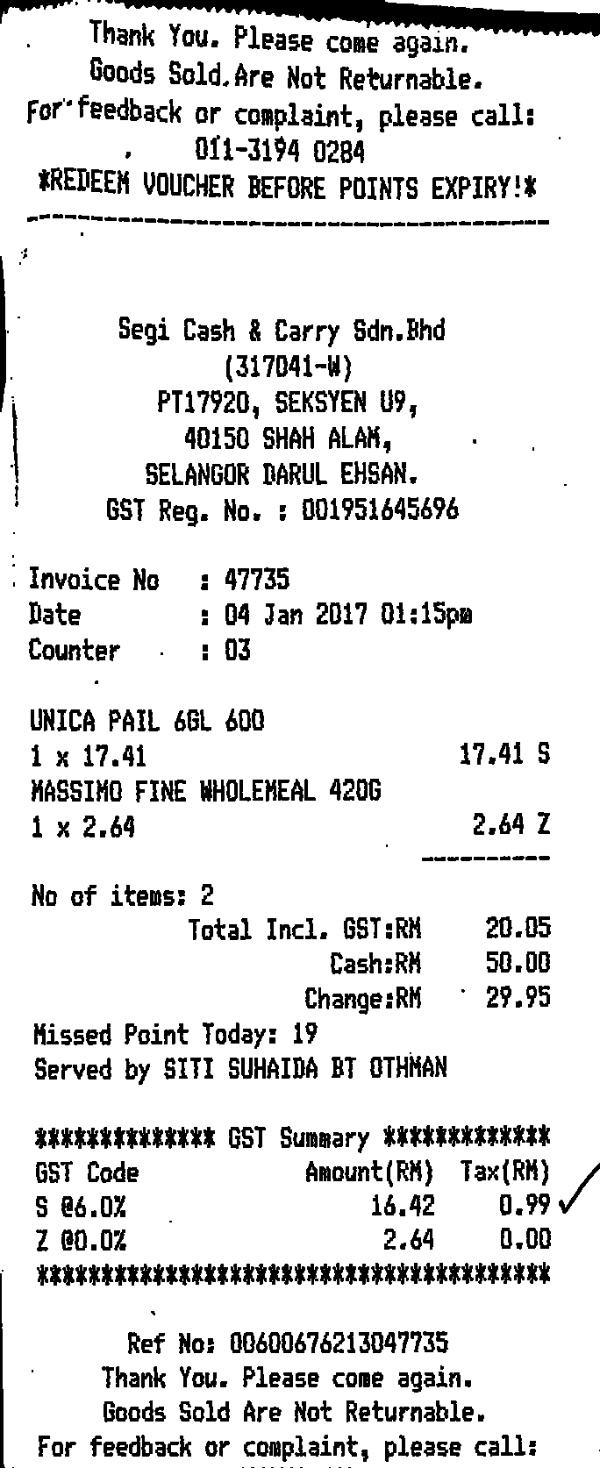 Thank You. Please come again.
Goods Sold Are Not Returnable.
For feedback or complaint, please call:
011-3194 0284
*REDEEM VOUCHER BEFORE POINTS EXPIRY!*
----------------------------------------
Segi Cash & Carry Sdn.Bhd
(317041-W)
PT17920, SEKSYEN U9,
40150 SHAH ALAM,
SELANGOR DARUL EHSAN.
GST Reg. No. : 001951645696
Invoice No : 47735
Date : 04 Jan 2017 01:15pm
Counter : 03
UNICA PAIL 6GL 600
1 x 17.41 17.41 S
MASSIMO FINE WHOLEMEAL 420G
1 x 2.64 2.64 Z
----------
No of items: 2
Total Incl. GST:RM 20.05
Cash:RM 50.00
Change:RM 29.95
Missed Point Today: 19
Served by SITI SUHAIDA BT OTHMAN
************** GST Summary *************
GST Code Amount(RM) Tax(RM)
S @6.0% 16.42 0.99
Z @0.0% 2.64 0.00
****************************************
Ref No: 00600676213047735
Thank You. Please come again.
Goods Sold Are Not Returnable.
For feedback or complaint, please call: